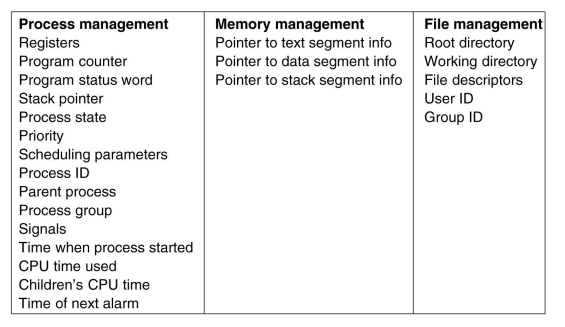 Process management
Registers
Program counter
Program status word
Stack pointer
Process state
Priority
Scheduling parameters
Process ID
Parent process
Process group
Signals
Time when process started
CPU time used
Children's CPU time
Time of next alarm
Memory management
Pointer to text segment info
Pointer to data segment info
Pointer to stack segment info
File management
Root directory
Working directory
File descriptors
User ID
Group ID